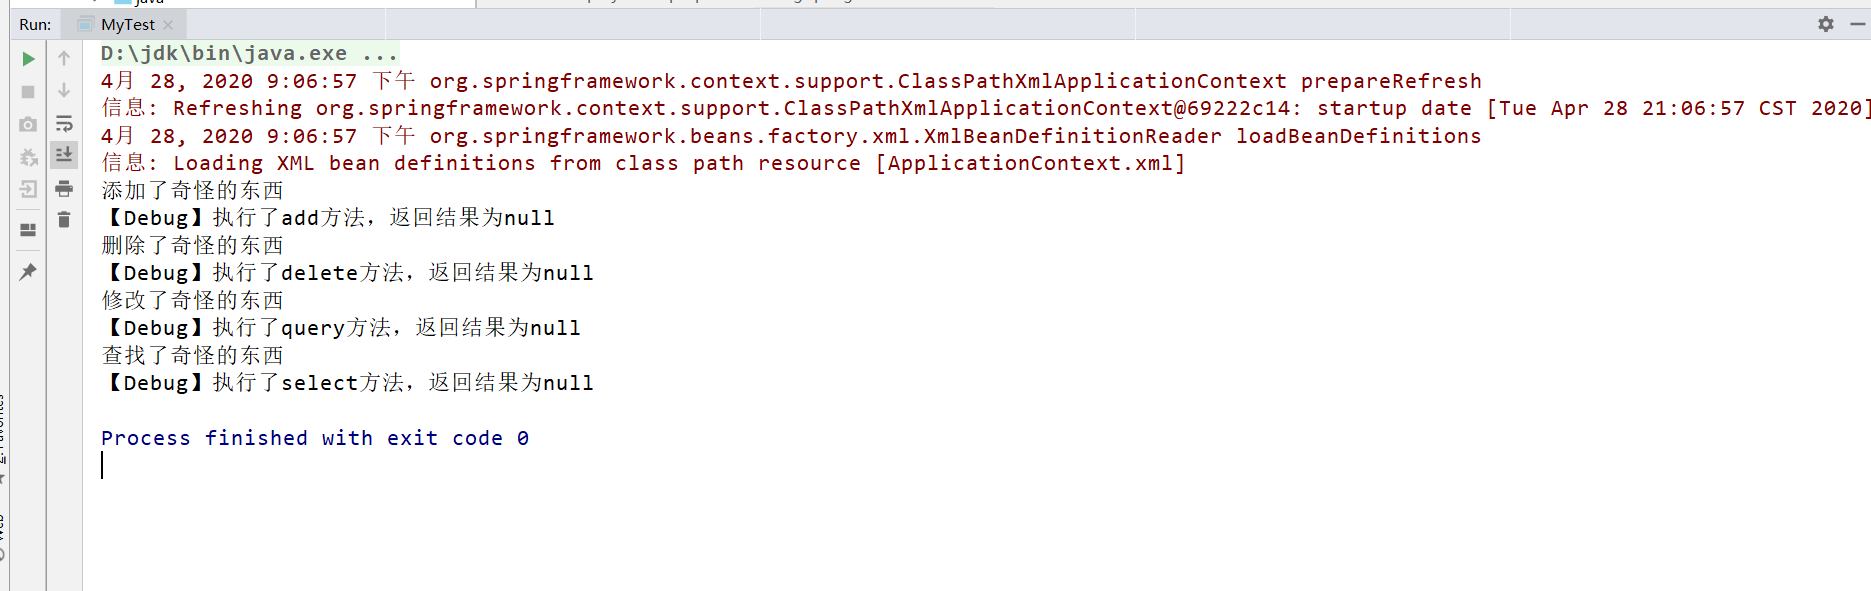 java
Run: MyTest
D:\jdk\bin\java.exe ...
4月 28, 2020 9:06:57 下午 org.springframework.context.support.ClassPathXmlApplicationContext prepareRefresh
信息: Refreshing org.springframework.context.support.ClassPathXmlApplicationContext@69222c14: startup date [Tue Apr 28 21:06:57 CST 2020]
4月 28, 2020 9:06:57 下午 org.springframework.beans.factory.xml.XmlBeanDefinitionReader loadBeanDefinitions
信息: Loading XML bean definitions from class path resource [ApplicationContext.xml]
添加了奇怪的东西
【Debug】执行了add方法，返回结果为null
删除了奇怪的东西
【Debug】执行了delete方法，返回结果为null
修改了奇怪的东西
【Debug】执行了query方法，返回结果为null
查找了奇怪的东西
【Debug】执行了select方法，返回结果为null
Process finished with exit code 0
2: Favorites
Web